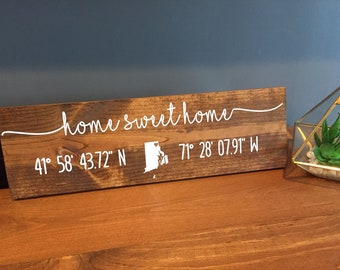 home sweet home
41° 58' 43.72" N 71° 28' 07.91" W